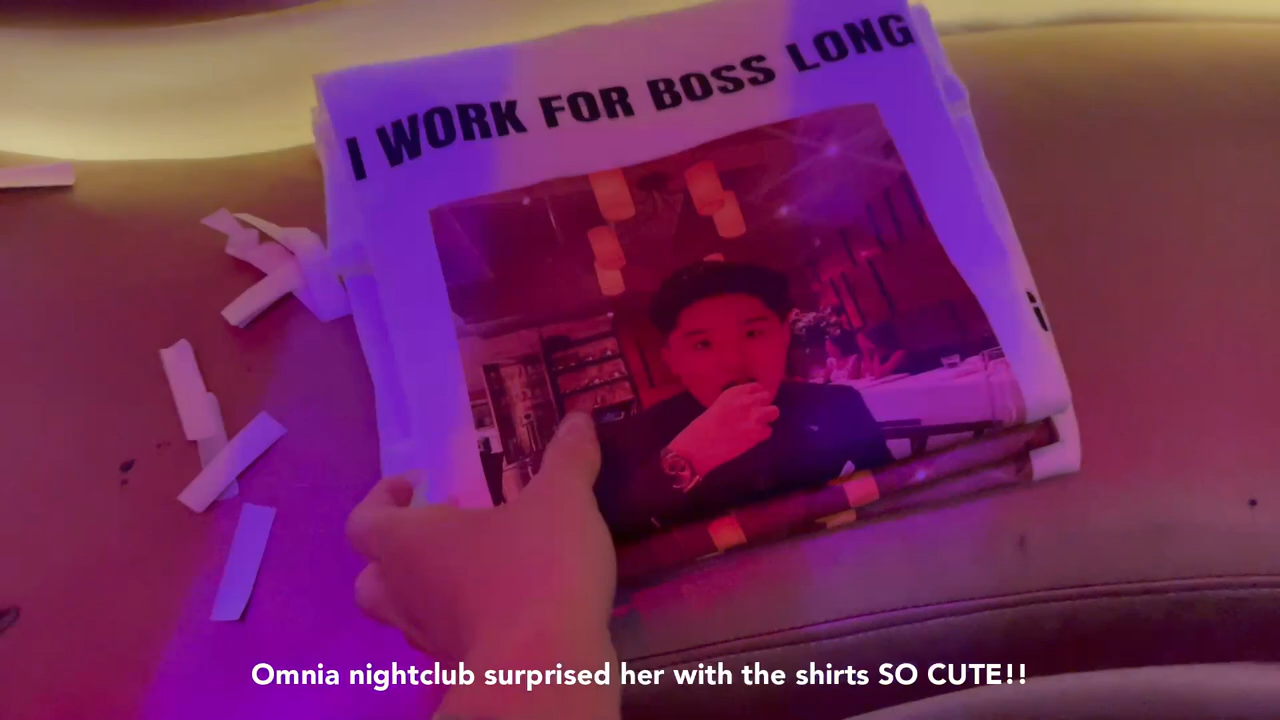 I WORK FOR BOSS LONG
Omnia nightclub surprised her with the shirts SO CUTE!!